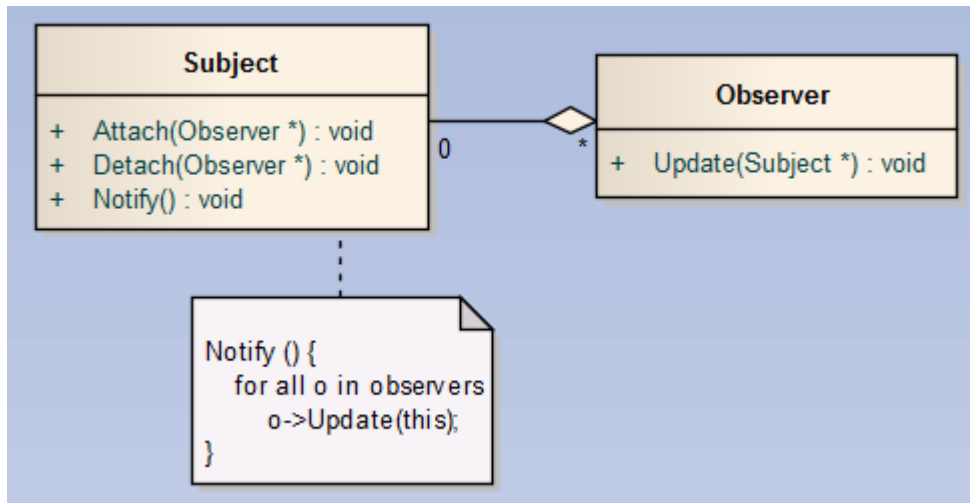 Subject
+ Attach(Observer *) : void
+ Detach(Observer *) : void
+ Notify() : void
0
*
Observer
+ Update(Subject *) : void
Notify () {
for all o in observers
o->Update(this);
}